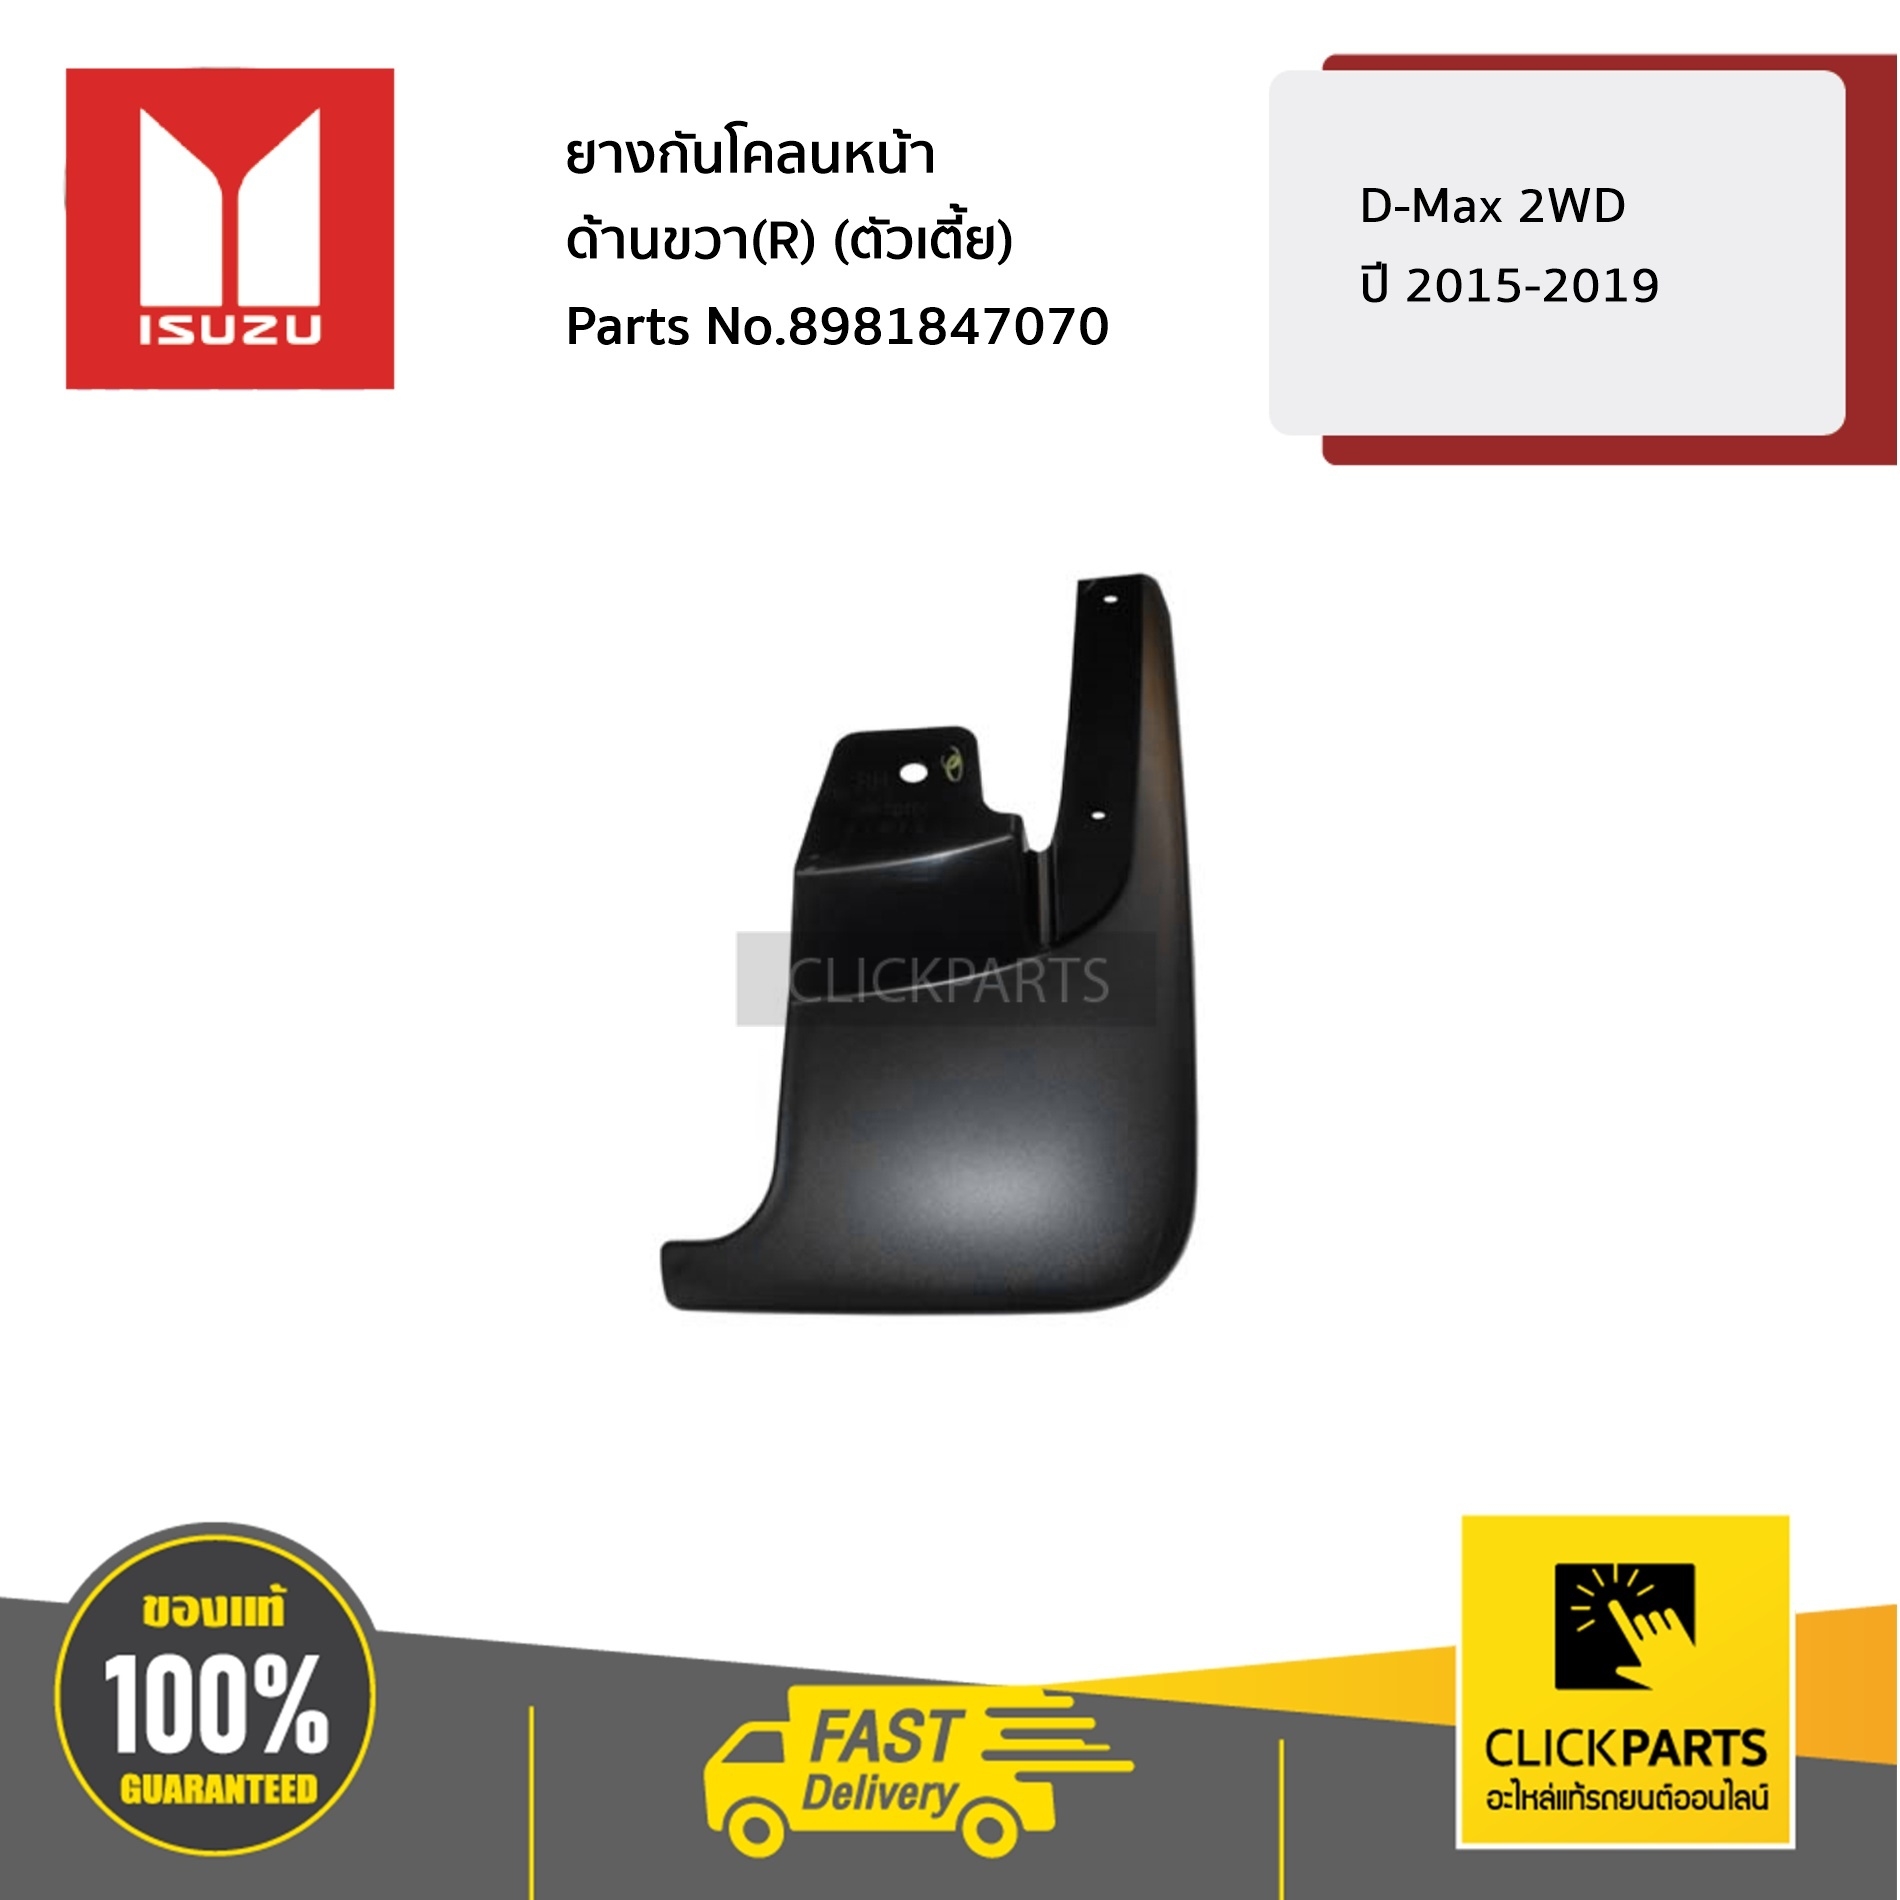 ISUZU
ยางกันโคลนหน้า
ด้านขวา(R) (ตัวเตี้ย)
Parts No.8981847070
D-Max 2WD
ปี 2015-2019
RH
CLICKPARTS
ของแท้
100%
GUARANTEED
FAST
Delivery
CLICKPARTS
อะไหล่แท้รถยนต์ออนไลน์